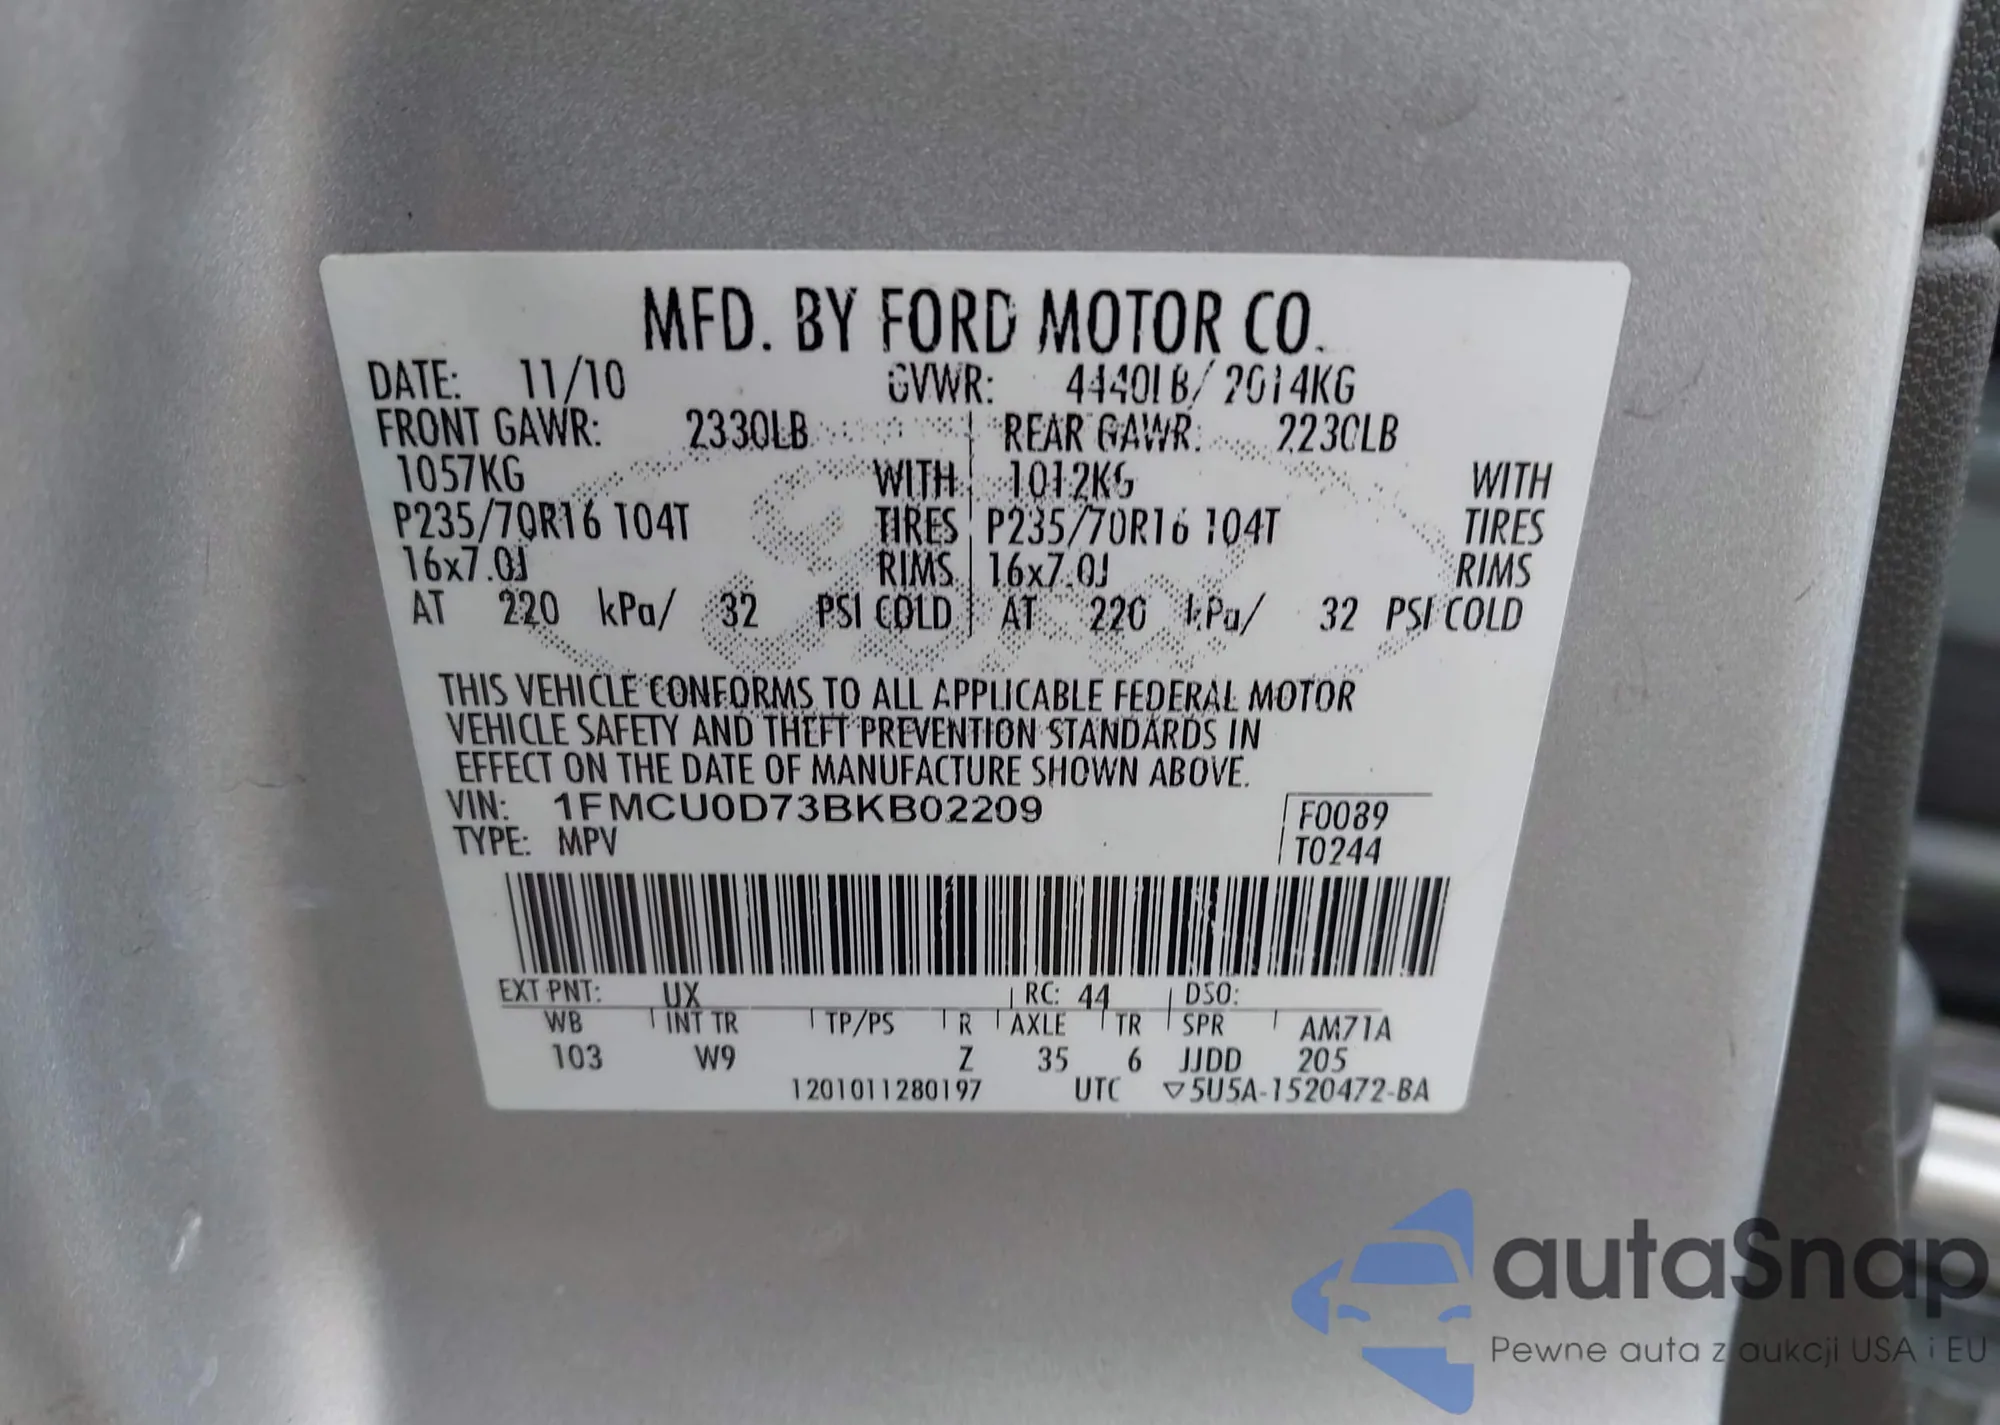 MFD. BY FORD MOTOR CO.
DATE: 11/10 GVWR: 4440LB/ 2014KG
FRONT GAWR: 2330LB REAR GAWR: 2230LB
1057KG WITH 1012KG WITH
P235/70R16 104T TIRES P235/70R16 104T TIRES
16x7.0J RIMS 16x7.0J RIMS
AT 220 kPa/ 32 PSI COLD AT 220 kPa/ 32 PSI COLD
THIS VEHICLE CONFORMS TO ALL APPLICABLE FEDERAL MOTOR
VEHICLE SAFETY AND THEFT PREVENTION STANDARDS IN
EFFECT ON THE DATE OF MANUFACTURE SHOWN ABOVE.
VIN: 1FMCU0D73BKB02209 F0089
TYPE: MPV T0244
EXT PNT: UX RC: 44 DSO:
WB INT TR TP/PS R AXLE TR SPR AM71A
103 W9 Z 35 6 JJDD 205
1201011280197 UTC ▽5U5A-1520472-BA
autaSnap
Pewne auta z aukcji USA i EU